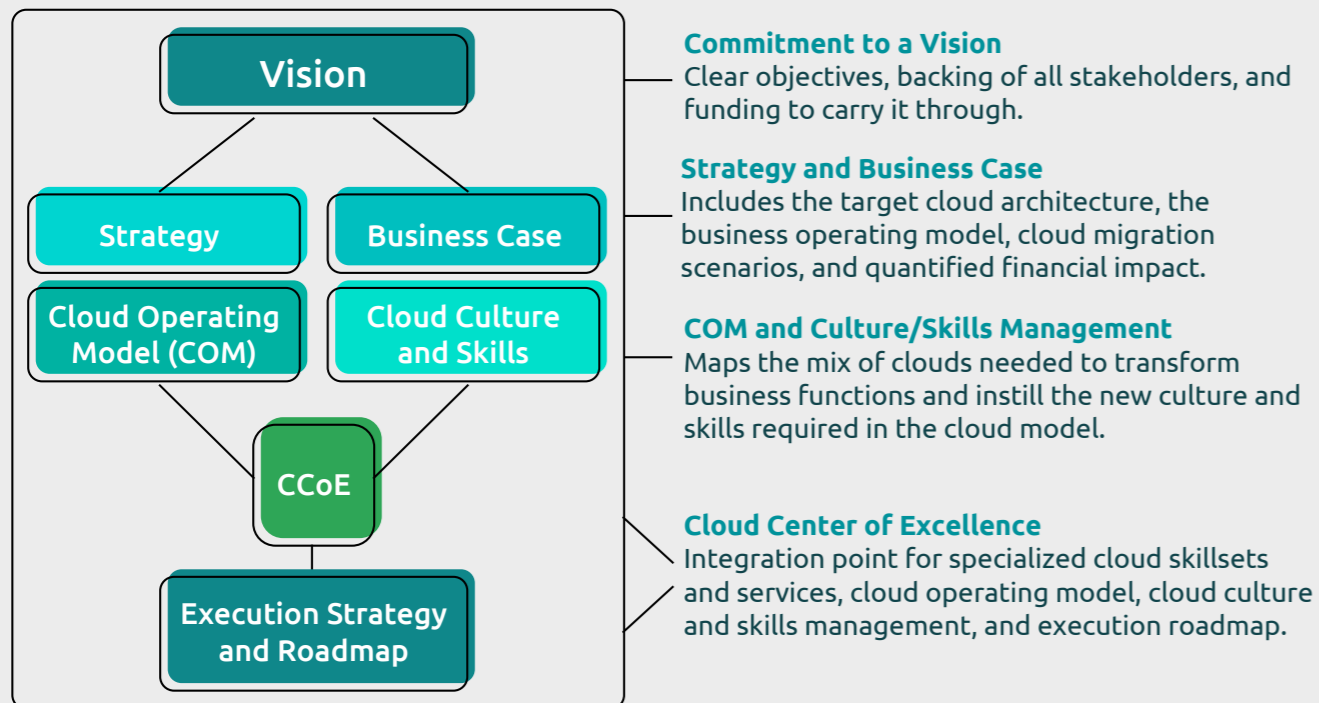 Vision
Strategy
Business Case
Cloud Operating
Model (COM)
Cloud Culture
and Skills
CCoE
Execution Strategy
and Roadmap
Commitment to a Vision
Clear objectives, backing of all stakeholders, and
funding to carry it through.
Strategy and Business Case
Includes the target cloud architecture, the
business operating model, cloud migration
scenarios, and quantified financial impact.
COM and Culture/Skills Management
Maps the mix of clouds needed to transform
business functions and instill the new culture and
skills required in the cloud model.
Cloud Center of Excellence
Integration point for specialized cloud skillsets
and services, cloud operating model, cloud culture
and skills management, and execution roadmap.